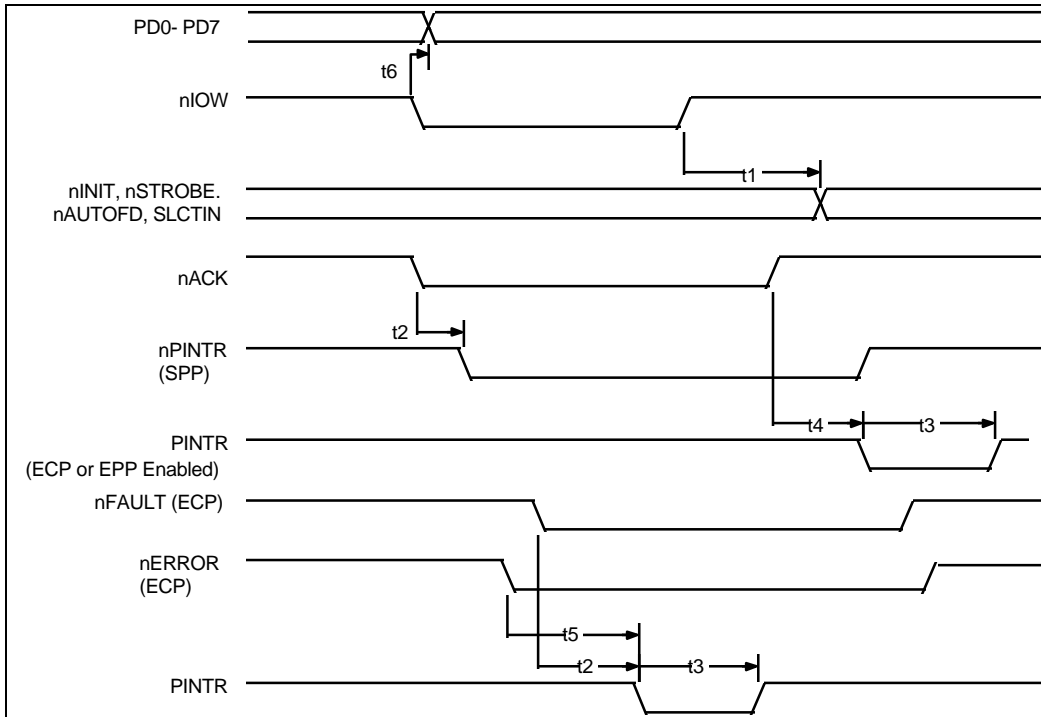 PD0- PD7
t6
nIOW
t1
nINIT, nSTROBE.
nAUTOFD, SLCTIN
nACK
t2
nPINTR
(SPP)
t4
t3
PINTR
(ECP or EPP Enabled)
nFAULT (ECP)
nERROR
(ECP)
t5
t2
t3
PINTR